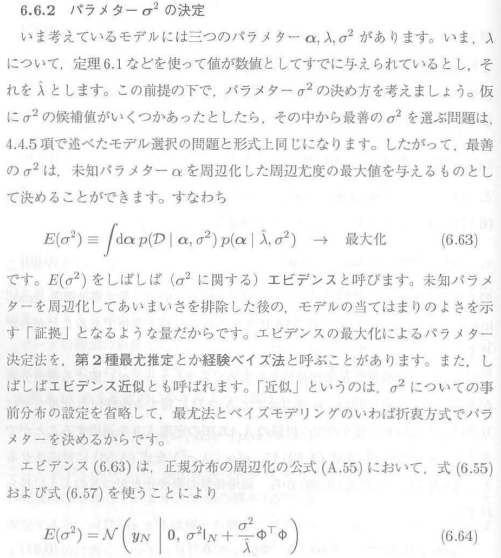 6.6.2 パラメター σ² の決定
いま考えているモデルには三つのパラメター α, λ, σ² があります。いま，λ
について，定理6.1などを使って値が数値としてすでに与えられているとし，そ
れを λ̂ とします。この前提の下で，パラメター σ² の決め方を考えましょう。仮
に σ² の候補値がいくつかあったとしたら，その中から最善の σ² を選ぶ問題は，
4.4.5項で述べたモデル選択の問題と形式上同じになります。したがって，最善
の σ² は，未知パラメター α を周辺化した周辺尤度の最大値を与えるものとし
て決めることができます。すなわち
E(σ²) ≡ ∫dα p(𝒟 | α, σ²) p(α | λ̂, σ²) → 最大化 (6.63)
です。E(σ²) をしばしば（σ² に関する）エビデンスと呼びます。未知パラメ
ターを周辺化してあいまいさを排除した後の，モデルの当てはまりのよさを示
す「証拠」となるような量だからです。エビデンスの最大化によるパラメター
決定法を，第2種最尤推定とか経験ベイズ法と呼ぶことがあります。また，し
ばしばエビデンス近似とも呼ばれます。「近似」というのは，σ² についての事
前分布の設定を省略して，最尤法とベイズモデリングのいわば折衷方式でパラ
メターを決めるからです。
エビデンス (6.63) は，正規分布の周辺化の公式 (A.55) において，式 (6.55)
および式 (6.57) を使うことにより
E(σ²) = 𝒩(y_N | 0, σ²I_N + σ²/λ̂ Φ⊤Φ) (6.64)